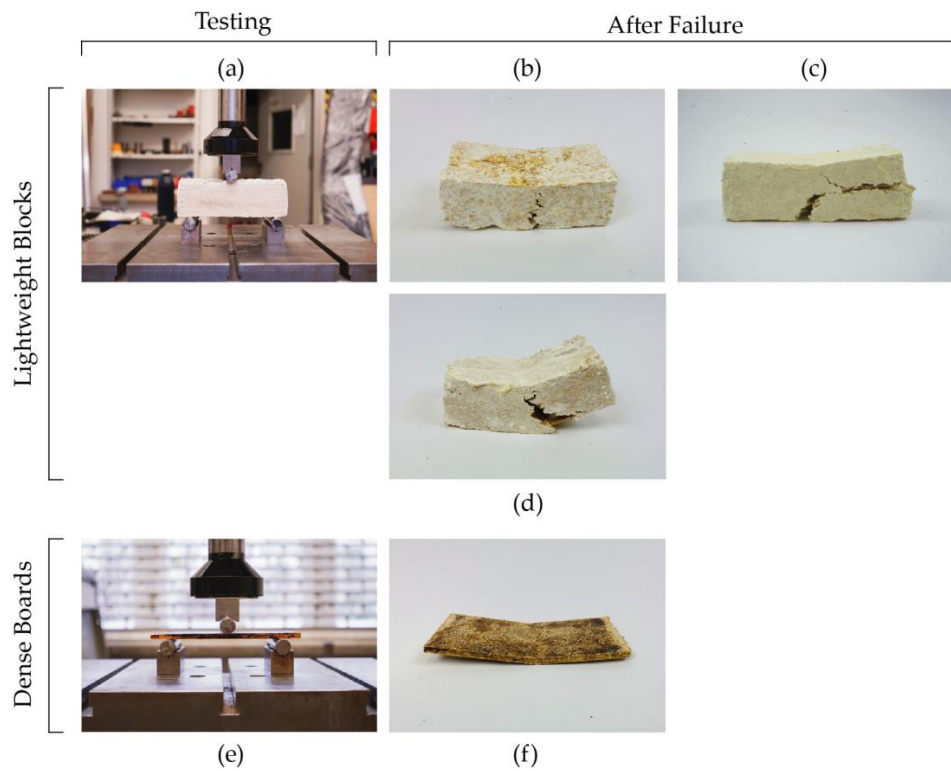 Testing
After Failure
(a)
(b)
(c)
Lightweight Blocks
(d)
Dense Boards
(e)
(f)